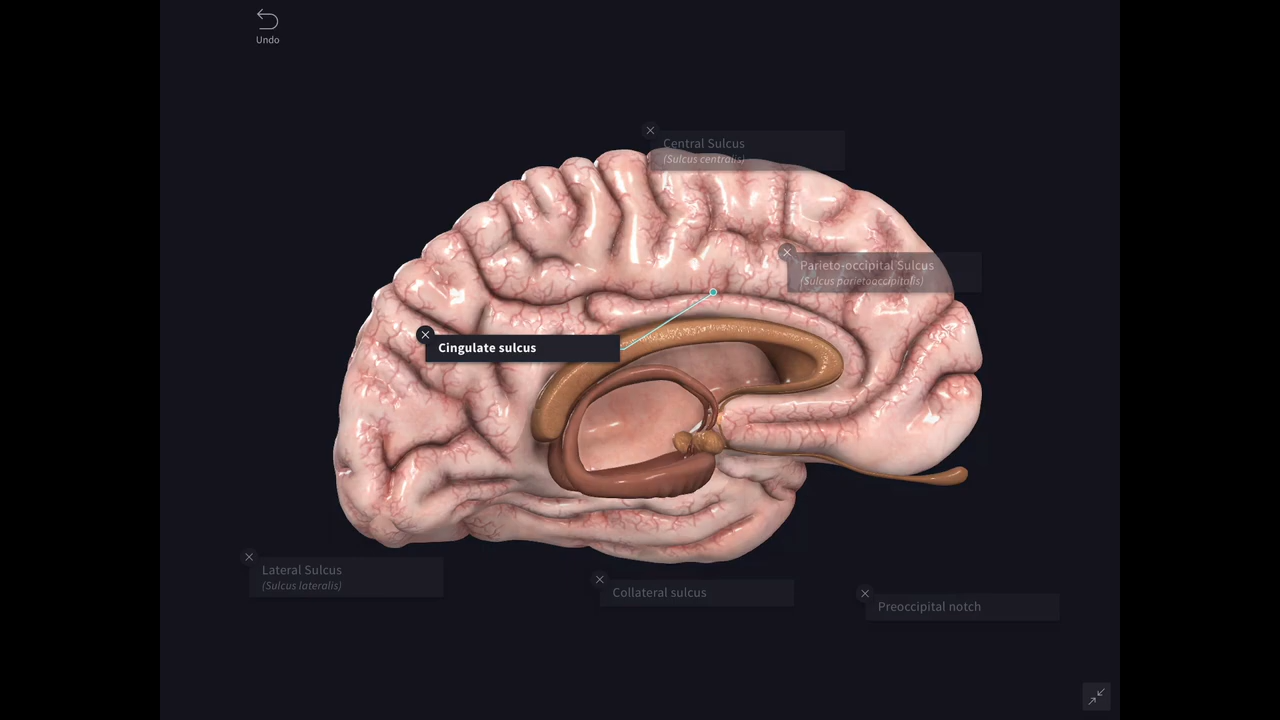 Undo
Central Sulcus
(Sulcus centralis)
Parieto-occipital Sulcus
(Sulcus parietooccipitalis)
Cingulate sulcus
Lateral Sulcus
(Sulcus lateralis)
Collateral sulcus
Preoccipital notch